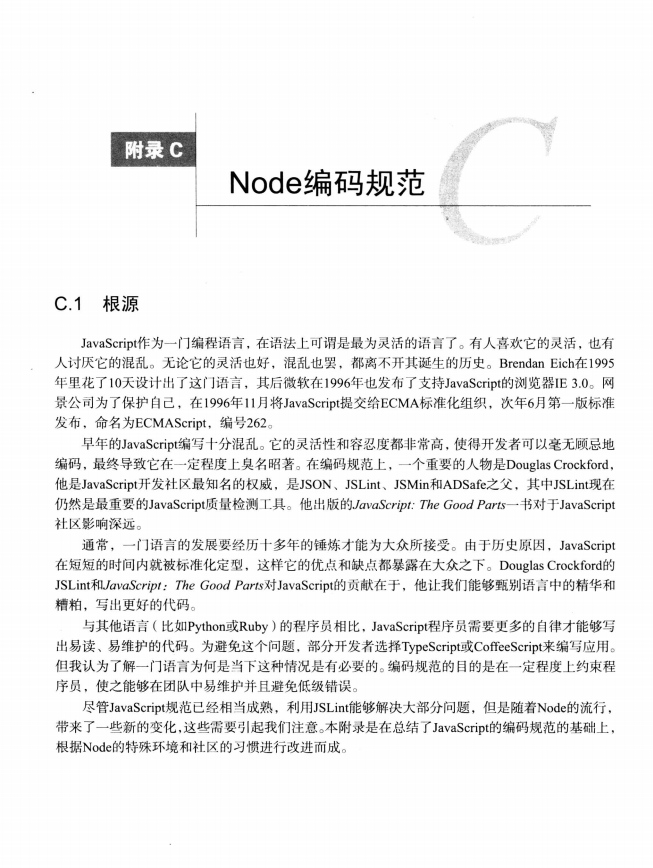 附录 C
C
Node编码规范
C.1 根源
JavaScript作为一门编程语言，在语法上可谓是最为灵活的语言了。有人喜欢它的灵活，也有
人讨厌它的混乱。无论它的灵活也好，混乱也罢，都离不开其诞生的历史。Brendan Eich在1995
年里花了10天设计出了这门语言，其后微软在1996年也发布了支持JavaScript的浏览器IE 3.0。网
景公司为了保护自己，在1996年11月将JavaScript提交给ECMA标准化组织，次年6月第一版标准
发布，命名为ECMAScript，编号262。
早年的JavaScript编写十分混乱。它的灵活性和容忍度都非常高，使得开发者可以毫无顾忌地
编码，最终导致它在一定程度上臭名昭著。在编码规范上，一个重要的人物是Douglas Crockford，
他是JavaScript开发社区最知名的权威，是JSON、JSLint、JSMin和ADSafe之父，其中JSLint现在
仍然是最重要的JavaScript质量检测工具。他出版的JavaScript: The Good Parts一书对于JavaScript
社区影响深远。
通常，一门语言的发展要经历十多年的锤炼才能为大众所接受。由于历史原因，JavaScript
在短短的时间内就被标准化定型，这样它的优点和缺点都暴露在大众之下。Douglas Crockford的
JSLint和JavaScript：The Good Parts对JavaScript的贡献在于，他让我们能够甄别语言中的精华和
糟粕，写出更好的代码。
与其他语言（比如Python或Ruby）的程序员相比，JavaScript程序员需要更多的自律才能够写
出易读、易维护的代码。为避免这个问题，部分开发者选择TypeScript或CoffeeScript来编写应用。
但我认为了解一门语言为何是当下这种情况是有必要的。编码规范的目的是在一定程度上约束程
序员，使之能够在团队中易维护并且避免低级错误。
尽管JavaScript规范已经相当成熟，利用JSLint能够解决大部分问题，但是随着Node的流行，
带来了一些新的变化，这些需要引起我们注意。本附录是在总结了JavaScript的编码规范的基础上，
根据Node的特殊环境和社区的习惯进行改进而成。